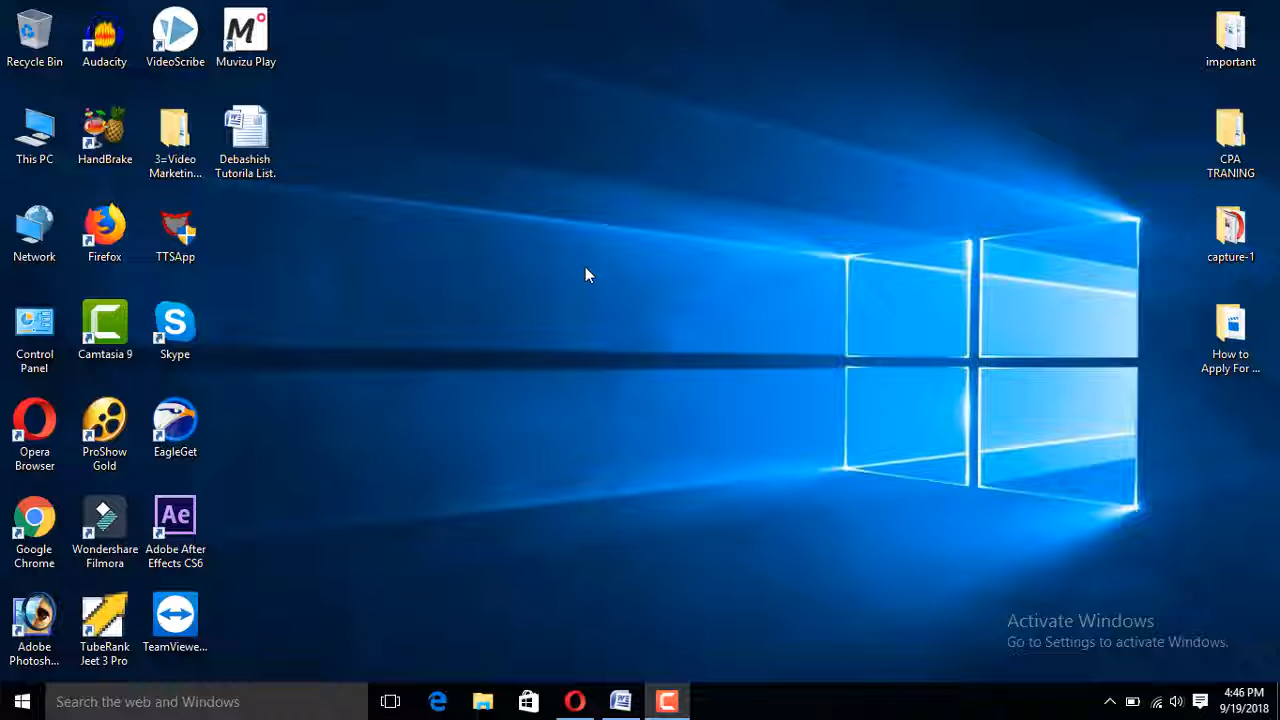 Recycle Bin
Audacity
VideoScribe
Muvizu Play
important
This PC
HandBrake
3=Video
Marketin...
Debashish
Tutorila List.
CPA
TRANING
Network
Firefox
TTSApp
capture-1
Control
Panel
Camtasia 9
Skype
How to
Apply For ...
Opera
Browser
ProShow
Gold
EagleGet
Google
Chrome
Wondershare
Filmora
Ae
Adobe After
Effects CS6
Adobe
Photosh...
TubeRank
Jeet 3 Pro
TeamViewe...
Activate Windows
Go to Settings to activate Windows.
Search the web and Windows
4:46 PM
9/19/2018